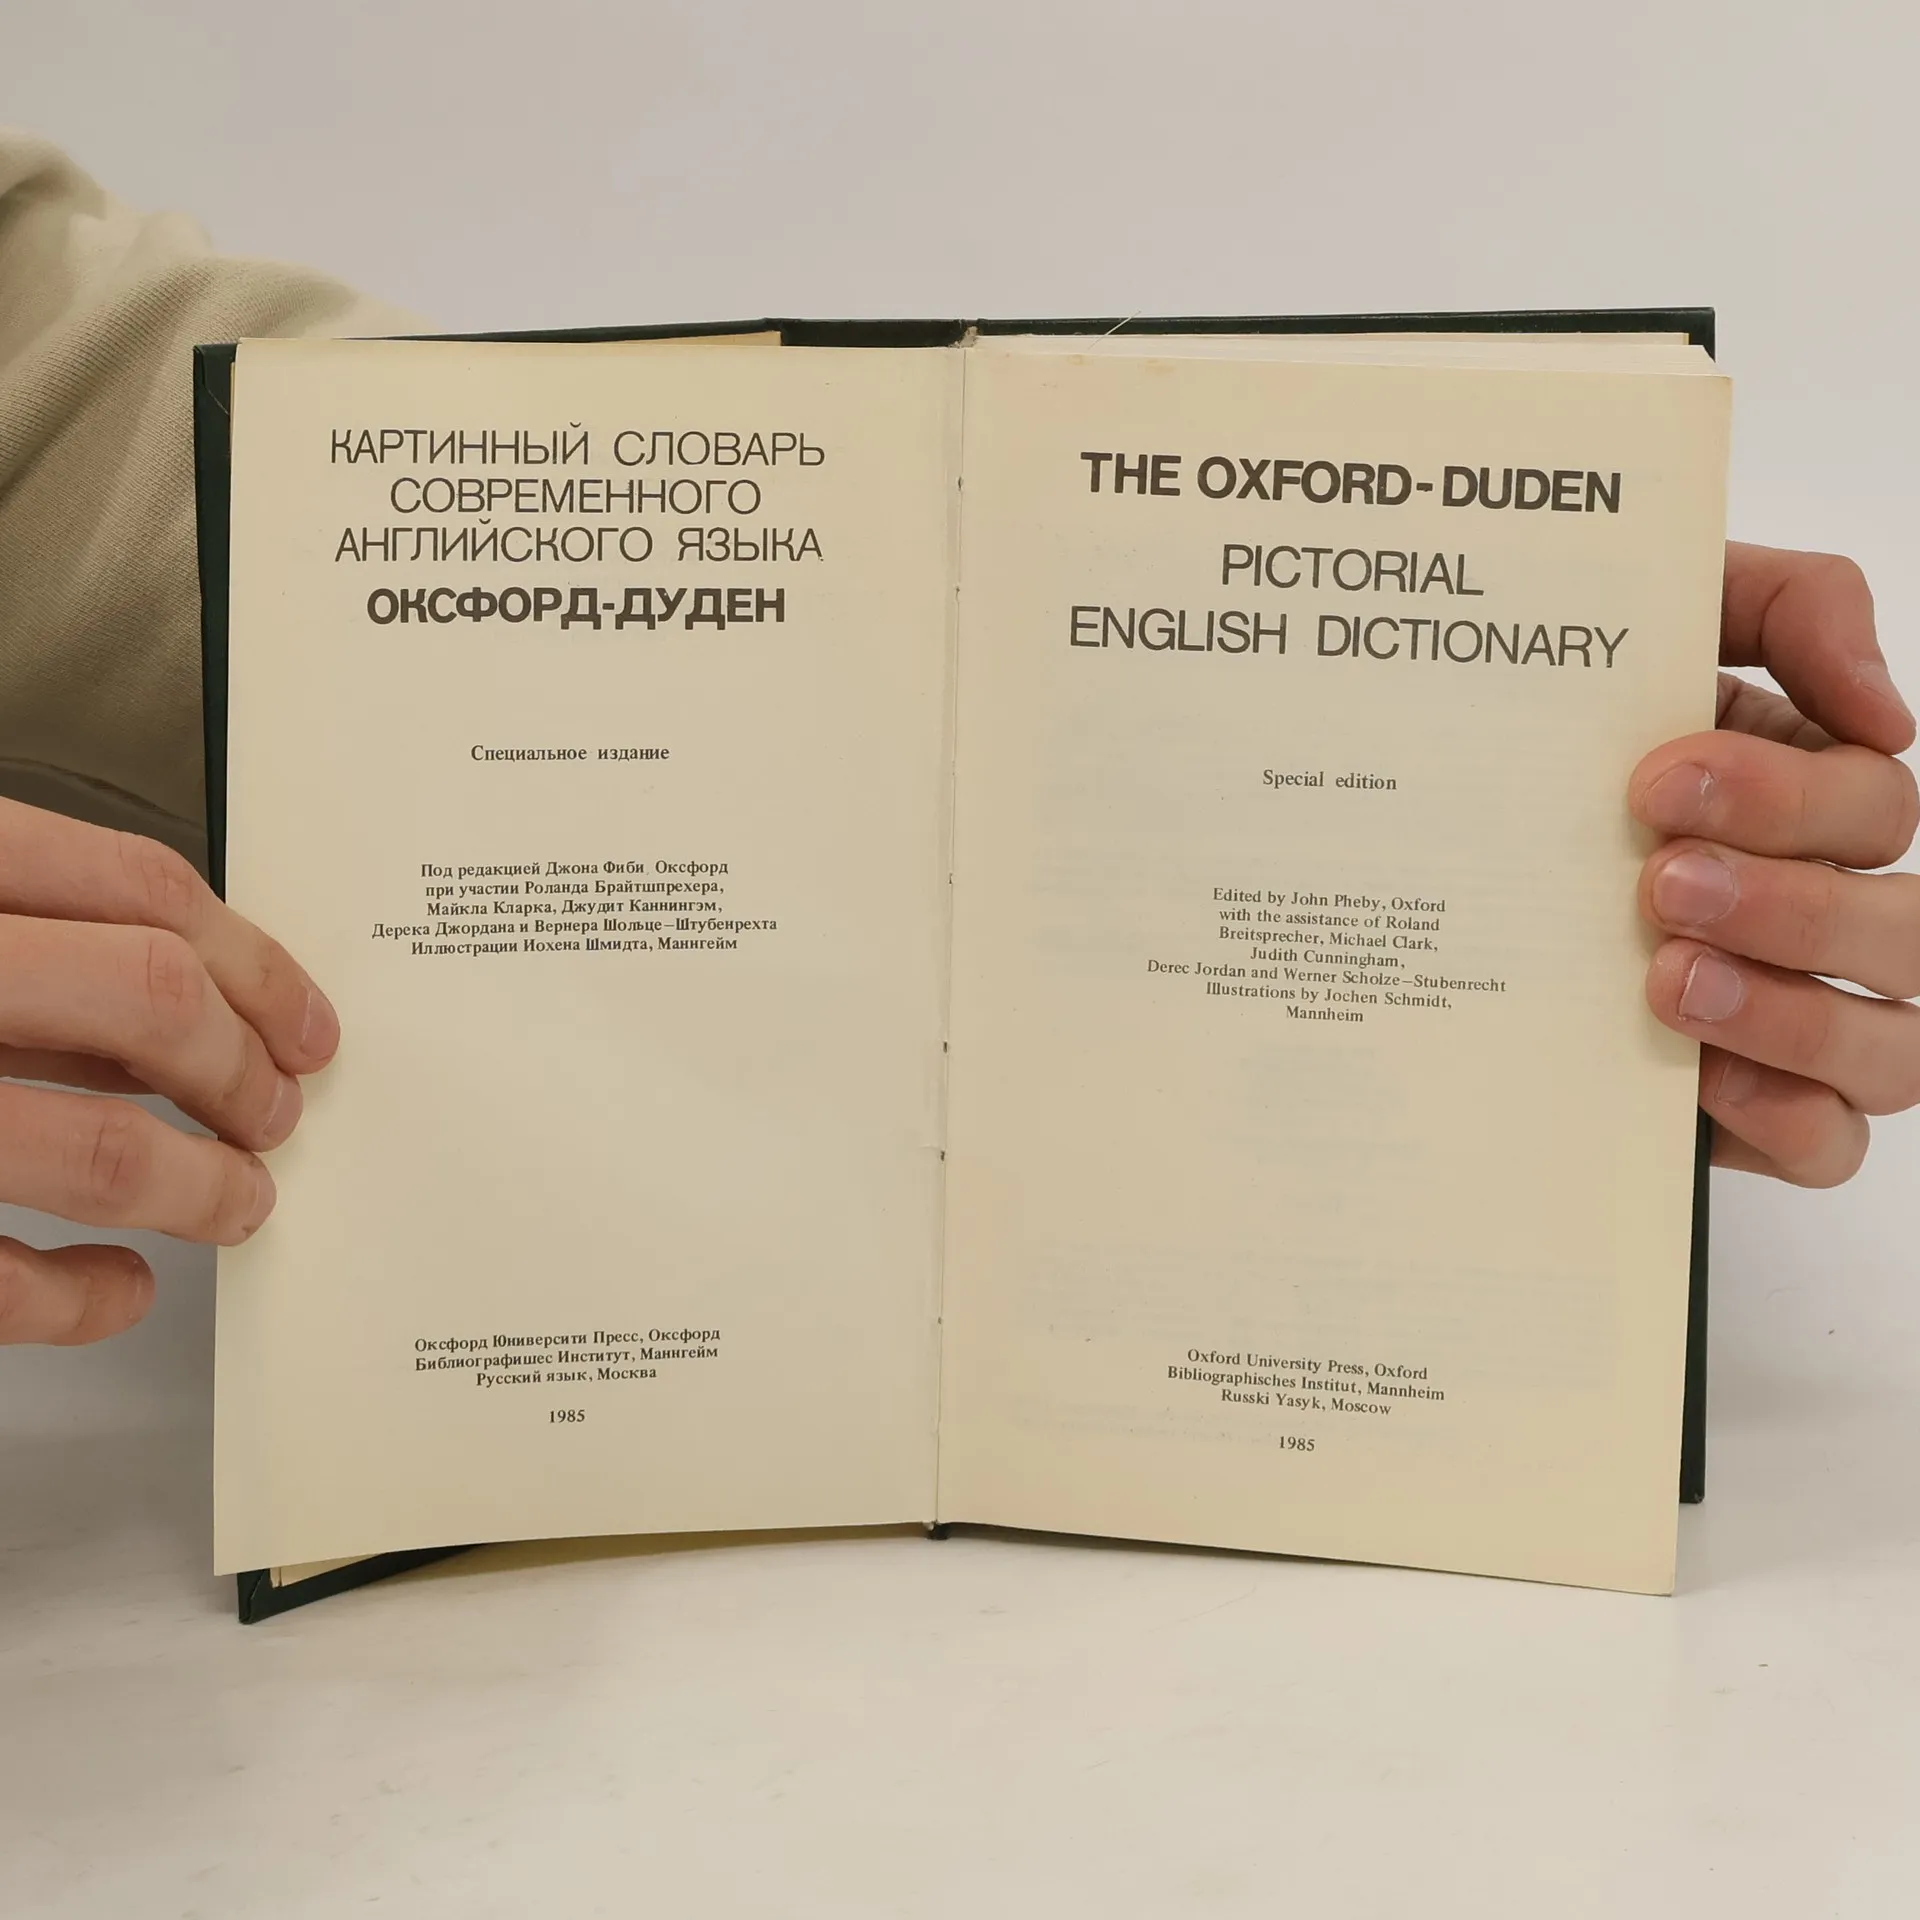 КАРТИННЫЙ СЛОВАРЬ
СОВРЕМЕННОГО
АНГЛИЙСКОГО ЯЗЫКА
ОКСФОРД-ДУДЕН
Специальное издание
Под редакцией Джона Фиби, Оксфорд
при участии Роланда Брайтшпрехера,
Майкла Кларка, Джудит Каннингэм,
Дерека Джордана и Вернера Шольце—Штубенрехта
Иллюстрации Иохена Шмидта, Маннгейм
Оксфорд Юниверсити Пресс, Оксфорд
Библиографишес Институт, Маннгейм
Русский язык, Москва
1985
THE OXFORD-DUDEN
PICTORIAL
ENGLISH DICTIONARY
Special edition
Edited by John Pheby, Oxford
with the assistance of Roland
Breitsprecher, Michael Clark,
Judith Cunningham,
Derec Jordan and Werner Scholze—Stubenrecht
Illustrations by Jochen Schmidt,
Mannheim
Oxford University Press, Oxford
Bibliographisches Institut, Mannheim
Russki Yasyk, Moscow
1985